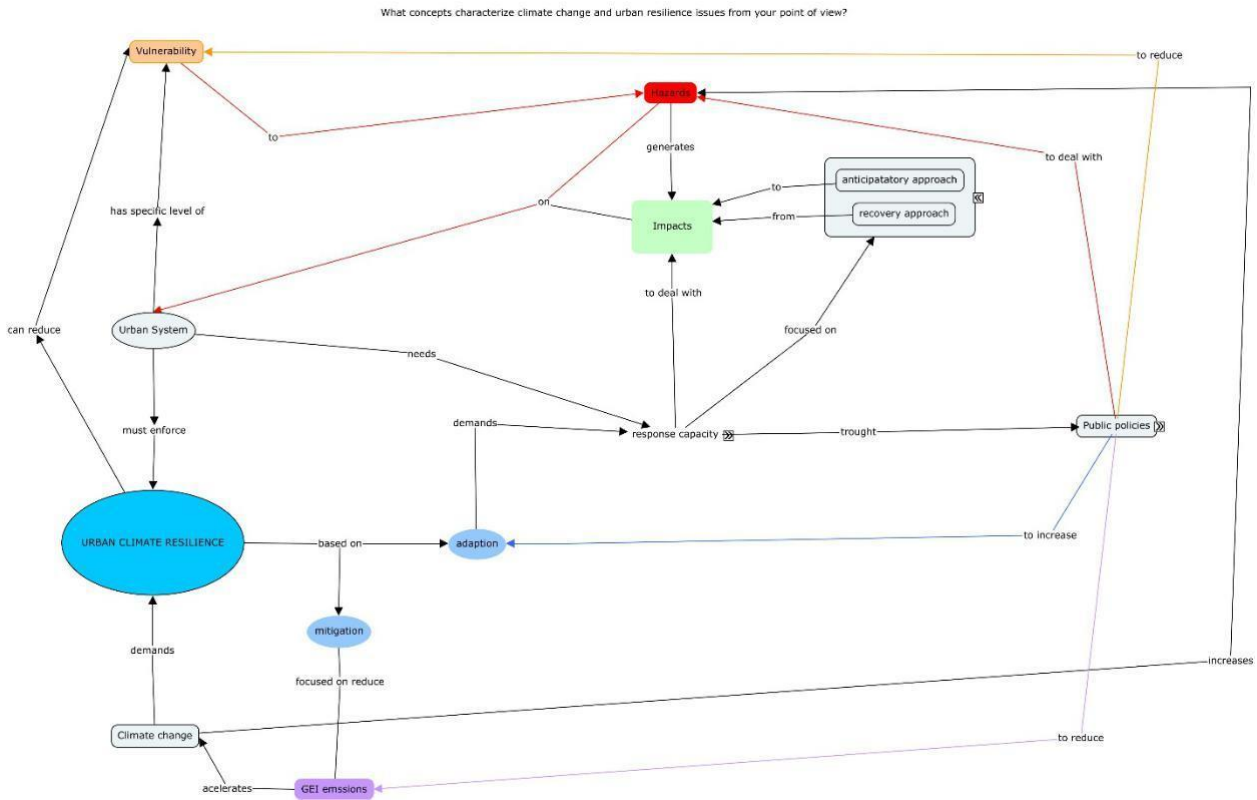 What concepts characterize climate change and urban resilience issues from your point of view?
Vulnerability
to reduce
Hazards
to
generates
to deal with
anticipatatory approach
to
has specific level of
on
from
recovery approach
Impacts
to deal with
can reduce
Urban System
focused on
needs
demands
must enforce
response capacity
trought
Public policies
URBAN CLIMATE RESILIENCE
based on
adaption
to increase
mitigation
demands
increases
focused on reduce
Climate change
to reduce
acelerates
GEI emssions